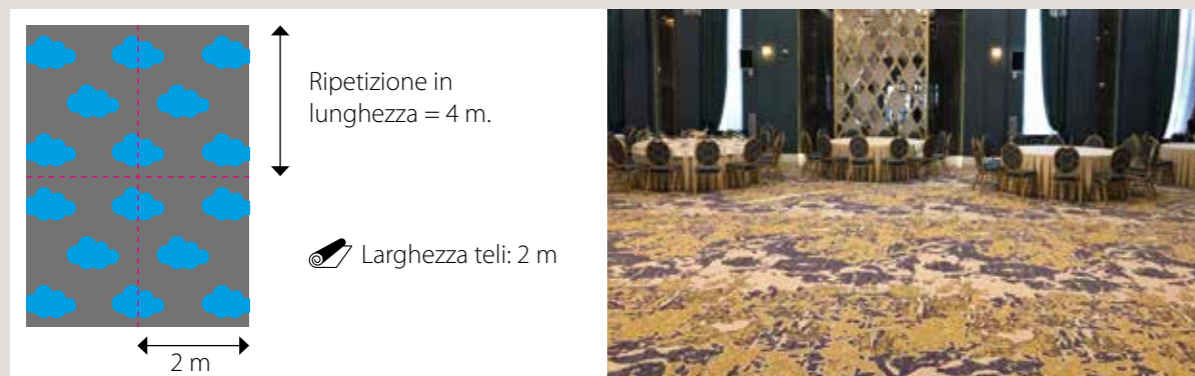 Ripetizione in
lunghezza = 4 m.
Larghezza teli: 2 m
2 m